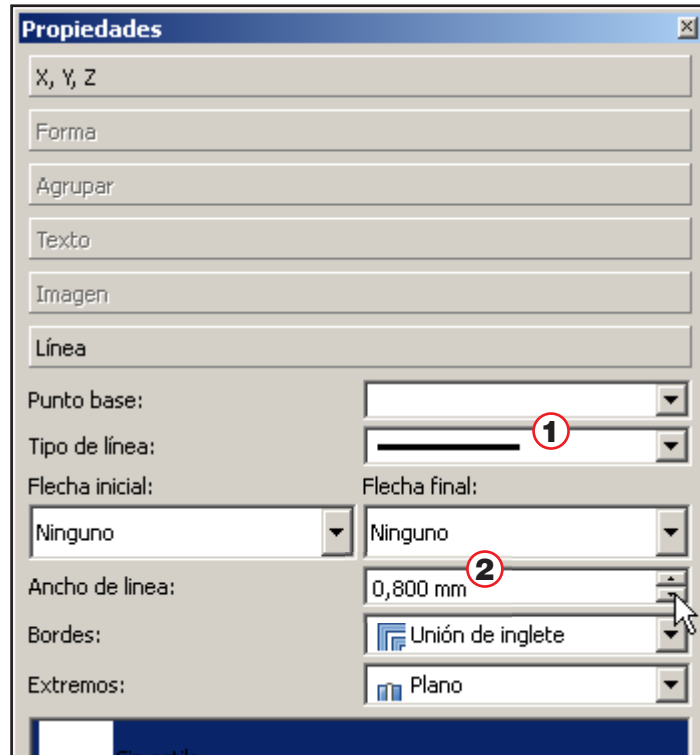 Propiedades
X, Y, Z
Forma
Agrupar
Texto
Imagen
Línea
Punto base:
1
Tipo de línea:
Flecha inicial: Flecha final:
Ninguno Ninguno
2
Ancho de linea: 0,800 mm
Bordes: Unión de inglete
Extremos: Plano